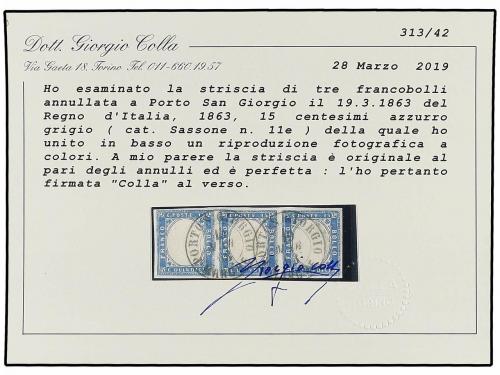 313/42
Dott. Giorgio Colla
Via Gaeta 18, Torino Tel. 011-660.19.57
28 Marzo 2019
Ho esaminato la striscia di tre francobolli
annullata a Porto San Giorgio il 19.3.1863 del
Regno d'Italia, 1863, 15 centesimi azzurro
grigio ( cat. Sassone n. 11e ) della quale ho
unito in basso un riproduzione fotografica a
colori. A mio parere la striscia è originale al
pari degli annulli ed è perfetta : l'ho pertanto
firmata "Colla" al verso.
Giorgio Colla